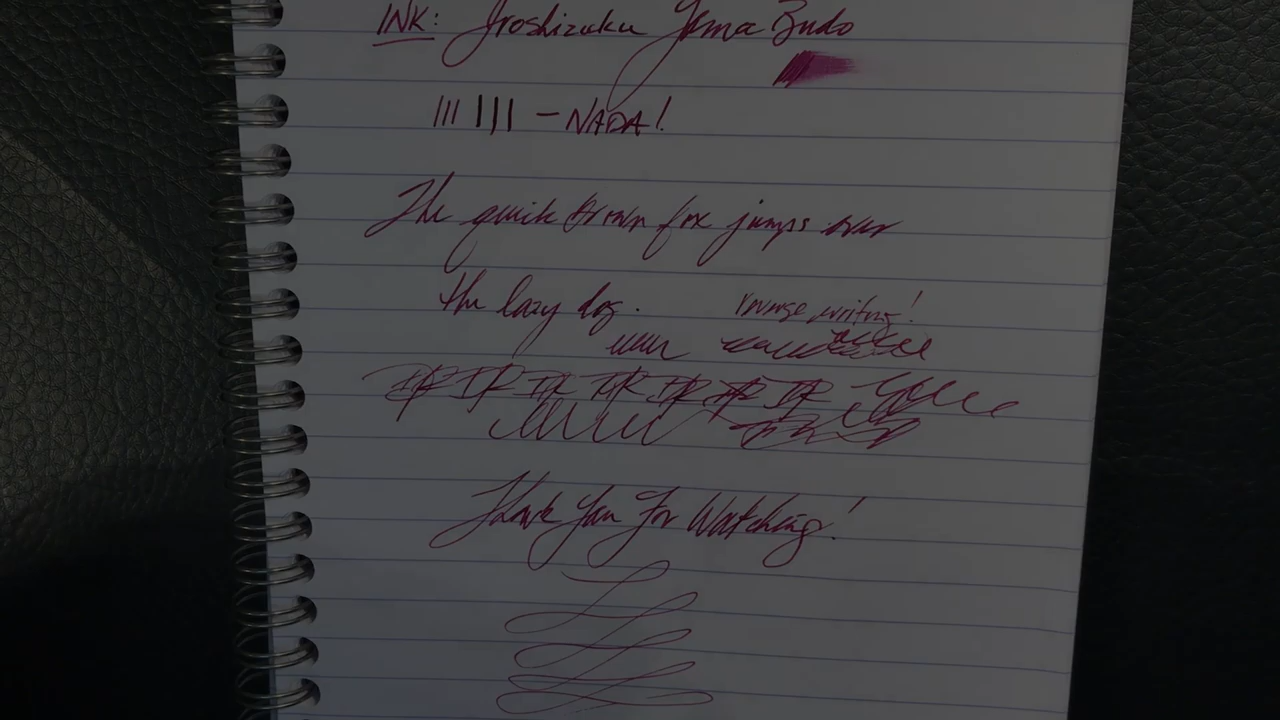 INK: Iroshizuku Yama Budo
||| ||| – NADA!
The quick brown fox jumps over
the lazy dog.
reverse writing!
Thank You For Watching!